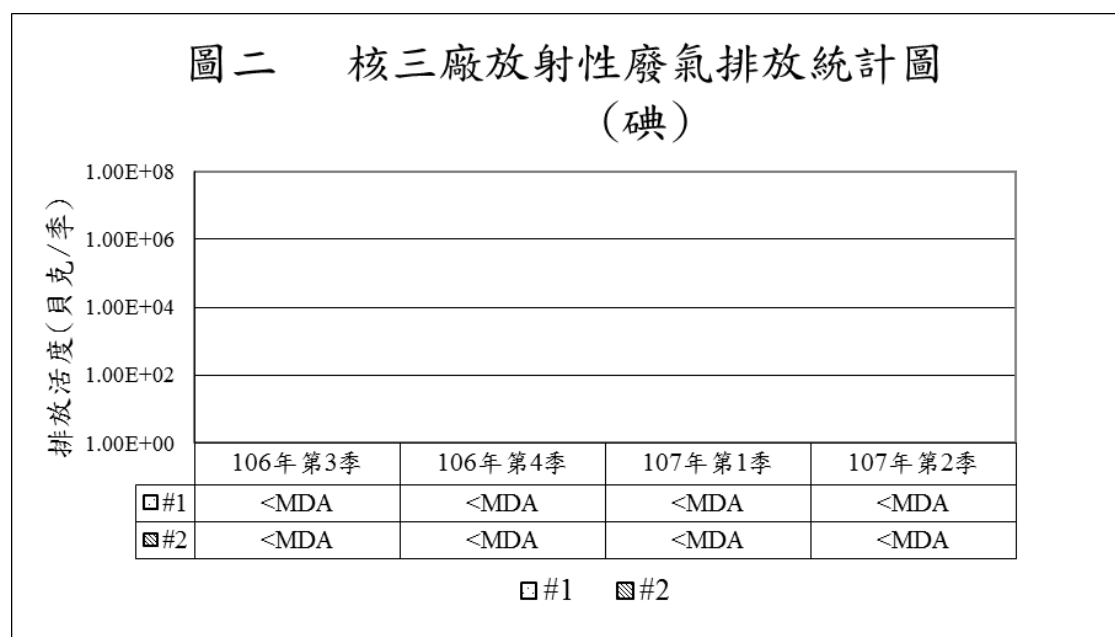 圖二 核三廠放射性廢氣排放統計圖
(碘)
排放活度(貝克/季)
1.00E+08
1.00E+06
1.00E+04
1.00E+02
1.00E+00
106年第3季 106年第4季 107年第1季 107年第2季
#1 <MDA <MDA <MDA <MDA
#2 <MDA <MDA <MDA <MDA
#1 #2